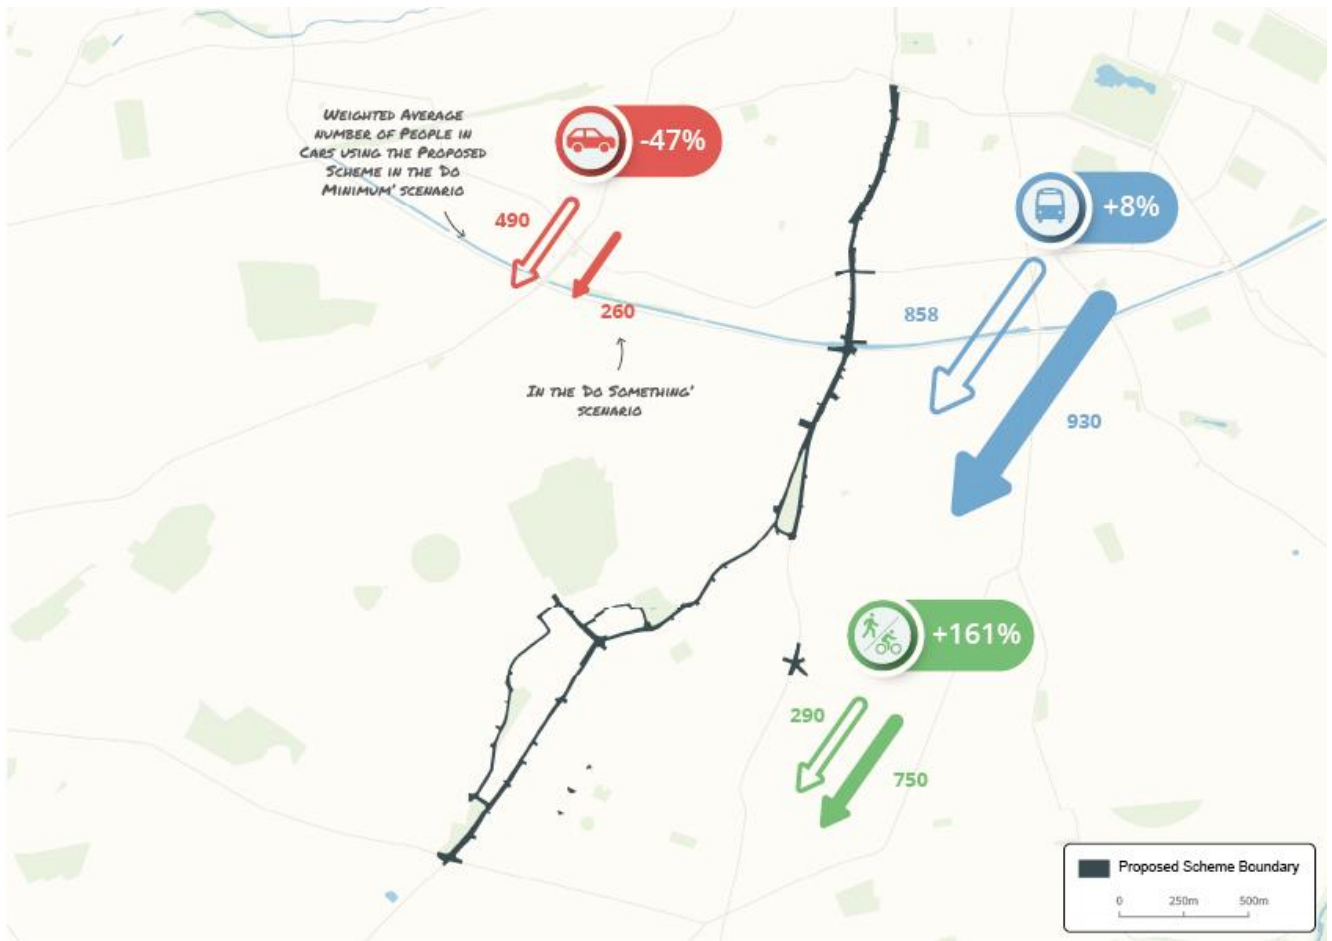 WEIGHTED AVERAGE
NUMBER OF PEOPLE IN
CARS USING THE PROPOSED
SCHEME IN THE 'DO
MINIMUM' SCENARIO
-47%
490
260
IN THE 'DO SOMETHING'
SCENARIO
+8%
858
930
+161%
290
750
Proposed Scheme Boundary
0 250m 500m